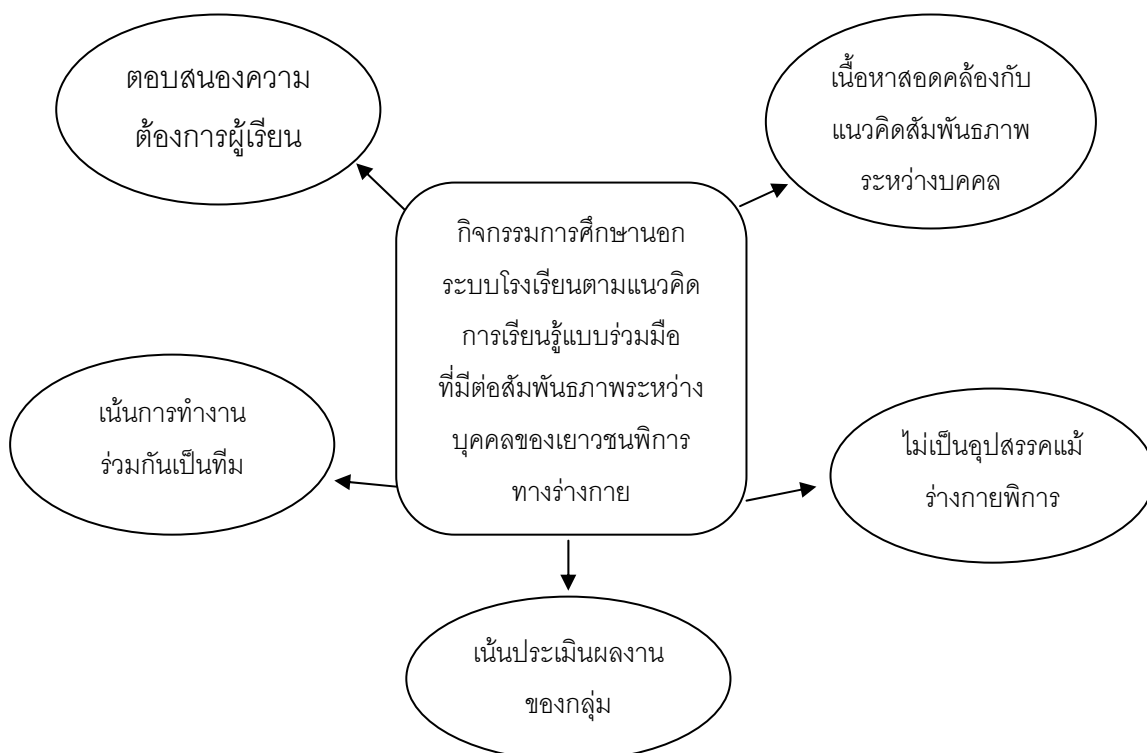 ตอบสนองความ
ต้องการผู้เรียน
เนื้อหาสอดคล้องกับ
แนวคิดสัมพันธภาพ
ระหว่างบคคล
กิจกรรมการศึกษานอก
ระบบโรงเรียนตามแนวคิด
การเรียนรู้แบบร่วมมือ
ที่มีต่อสัมพันธภาพระหว่าง
บุคคลของเยาวชนพิการ
ทางร่างกาย
เน้นการทำงาน
ร่วมกันเป็นทีม
ไม่เป็นอุปสรรคแม้
ร่างกายพิการ
เน้นประเมินผลงาน
ของกลุ่ม